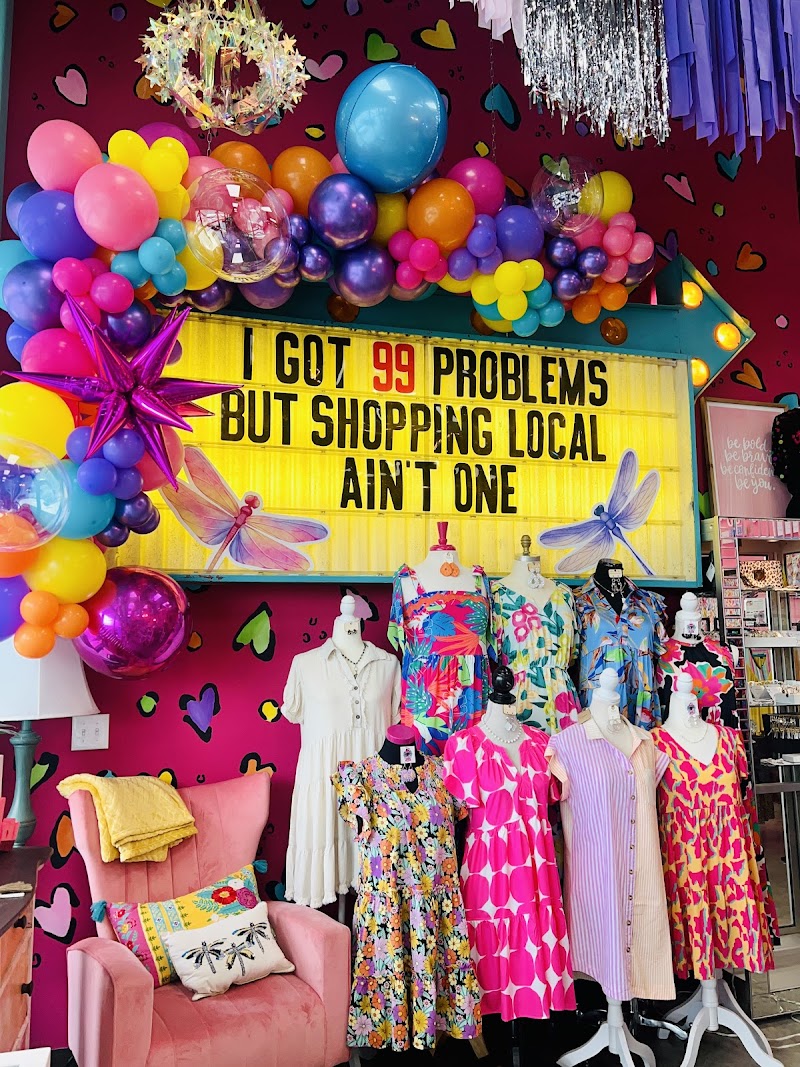 I GOT 99 PROBLEMS
BUT SHOPPING LOCAL
AIN'T ONE
be bold
be brave
be confident
be you.